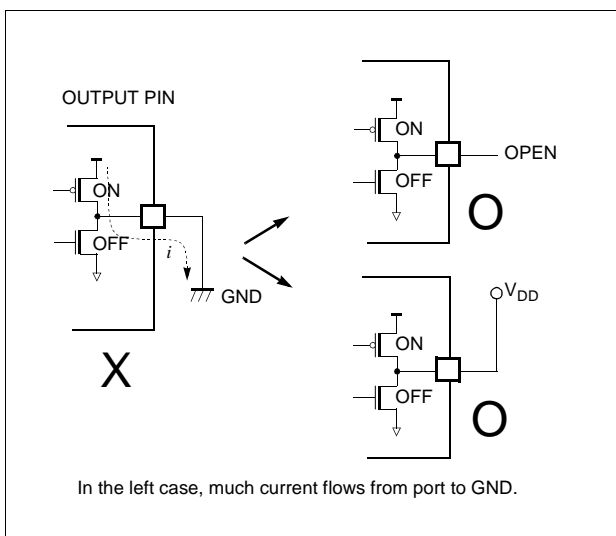 OUTPUT PIN
ON
OFF
i
GND
X
ON
OFF
OPEN
O
V_DD
ON
OFF
O
In the left case, much current flows from port to GND.